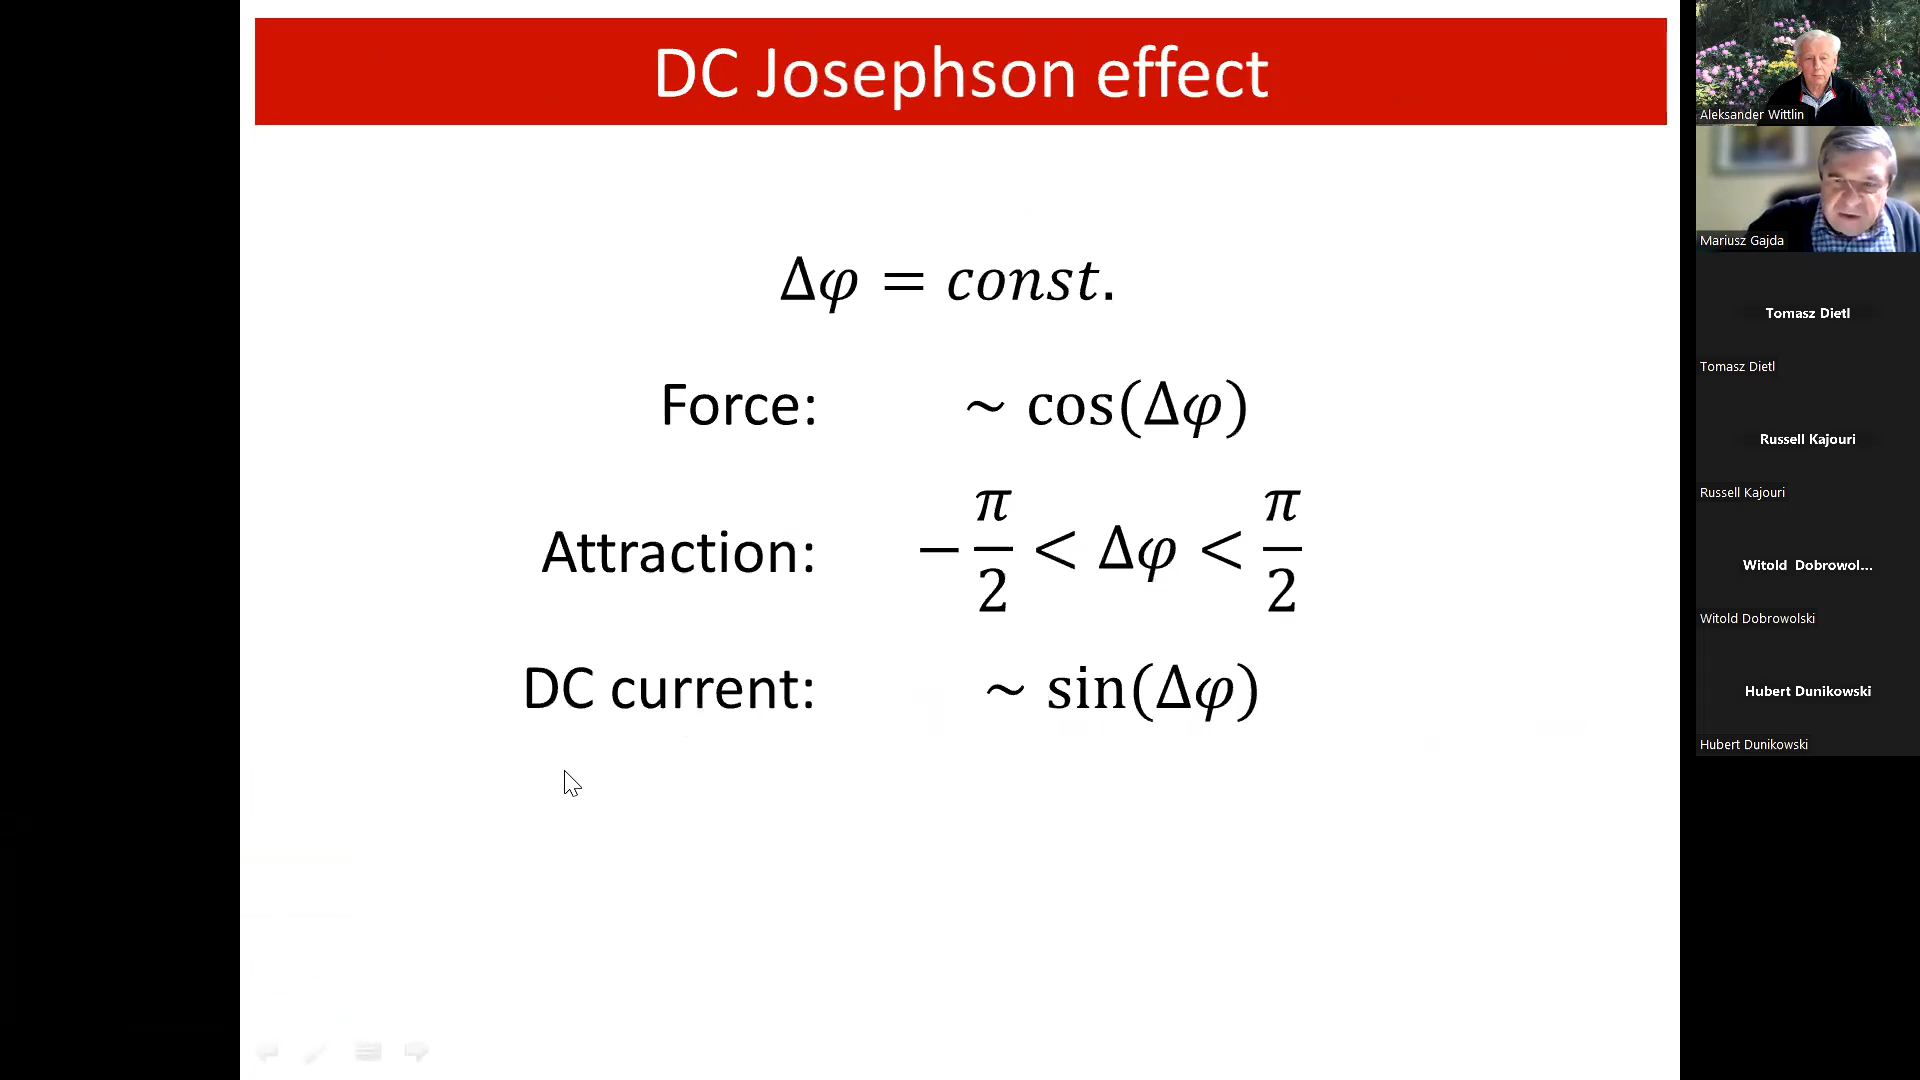 DC Josephson effect
Δφ = const.
Force: ~ cos(Δφ)
Attraction: −π/2 < Δφ < π/2
DC current: ~ sin(Δφ)
Aleksander Wittlin
Mariusz Gajda
Tomasz Dietl
Tomasz Dietl
Russell Kajouri
Russell Kajouri
Witold Dobrowol...
Witold Dobrowolski
Hubert Dunikowski
Hubert Dunikowski